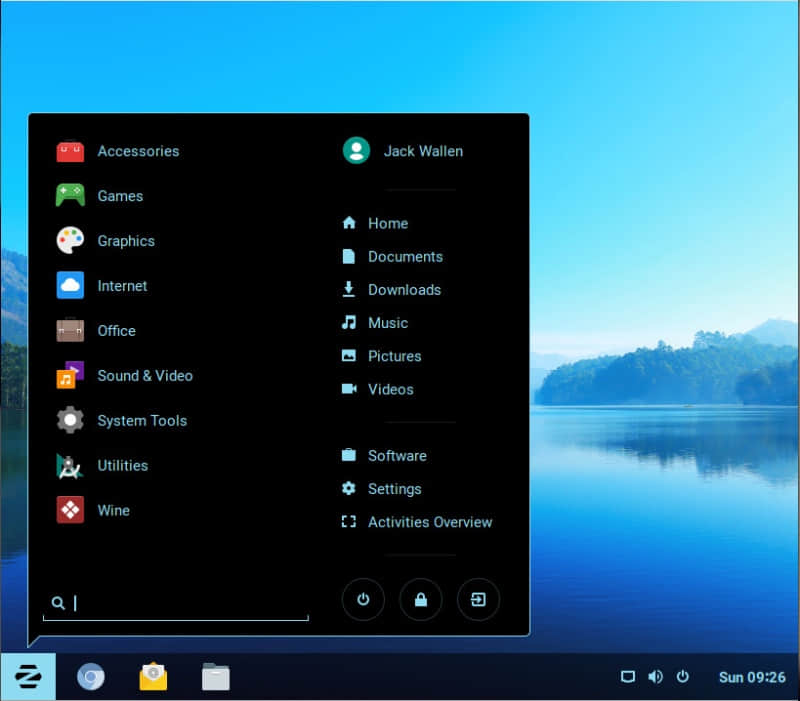 Accessories
Games
Graphics
Internet
Office
Sound & Video
System Tools
Utilities
Wine
Jack Wallen
Home
Documents
Downloads
Music
Pictures
Videos
Software
Settings
Activities Overview
Sun 09:26